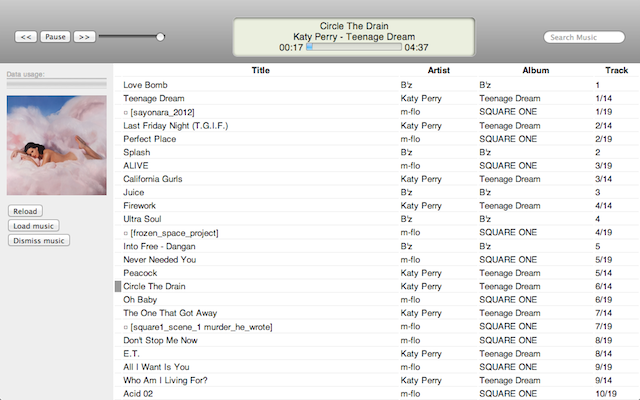 Circle The Drain
<< Pause >> Katy Perry - Teenage Dream Search Music
00:17 04:37
Data usage:
Title Artist Album Track
Love Bomb B'z B'z 1
Teenage Dream Katy Perry Teenage Dream 1/14
¤ [sayonara_2012] m-flo SQUARE ONE 1/19
Last Friday Night (T.G.I.F.) Katy Perry Teenage Dream 2/14
Perfect Place m-flo SQUARE ONE 2/19
Splash B'z B'z 2
ALIVE m-flo SQUARE ONE 3/19
California Gurls Katy Perry Teenage Dream 3/14
Juice B'z B'z 3
Firework Katy Perry Teenage Dream 4/14
Ultra Soul B'z B'z 4
¤ [frozen_space_project] m-flo SQUARE ONE 4/19
Into Free - Dangan B'z B'z 5
Never Needed You m-flo SQUARE ONE 5/19
Peacock Katy Perry Teenage Dream 5/14
Circle The Drain Katy Perry Teenage Dream 6/14
Oh Baby m-flo SQUARE ONE 6/19
The One That Got Away Katy Perry Teenage Dream 7/14
¤ [square1_scene_1 murder_he_wrote] m-flo SQUARE ONE 7/19
Don't Stop Me Now m-flo SQUARE ONE 8/19
E.T. Katy Perry Teenage Dream 8/14
All I Want Is You m-flo SQUARE ONE 9/19
Who Am I Living For? Katy Perry Teenage Dream 9/14
Acid 02 m-flo SQUARE ONE 10/19
Reload
Load music
Dismiss music